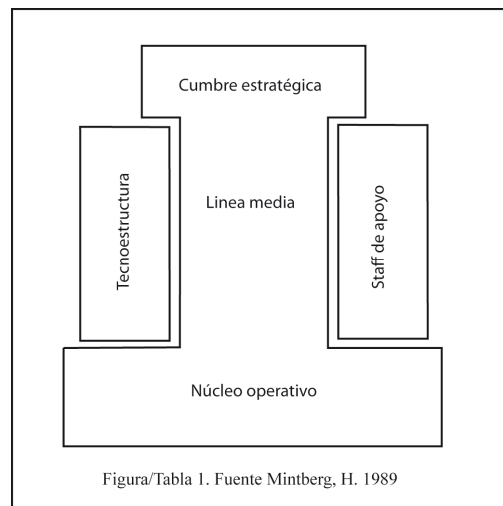 Cumbre estratégica
Tecnoestructura
Linea media
Staff de apoyo
Núcleo operativo
Figura/Tabla 1. Fuente Mintberg, H. 1989